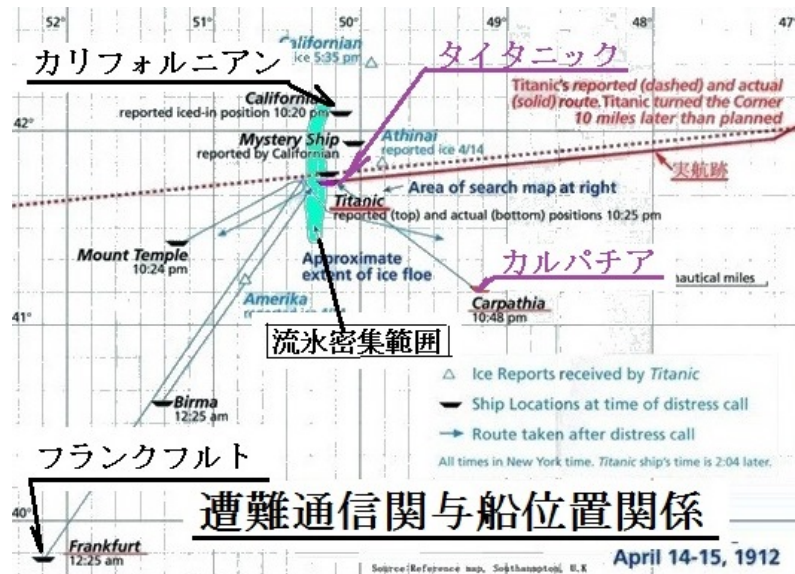 52°
51°
50°
49°
48°
47°
Californian
ice 5:35 pm
カリフォルニアン
タイタニック
Titanic's reported (dashed) and actual
(solid) route. Titanic turned the Corner
10 miles later than planned
California
reported iced-in position 10:20 pm
42°
Mystery Ship
reported by Californian
Athinai
reported ice 4/14
実航跡
Area of search map at right
Titanic
reported (top) and actual (bottom) positions 10:25 pm
Mount Temple
10:24 pm
Approximate
extent of ice floe
カルパチア
nautical miles
Amerika
Carpathia
10:48 pm
41°
流氷密集範囲
Ice Reports received by Titanic
Birma
12:25 am
Ship Locations at time of distress call
Route taken after distress call
フランクフルト
All times in New York time. Titanic ship's time is 2:04 later.
遭難通信関与船位置関係
40°
Frankfurt
12:25 am
Source:Reference map, Southampton, U.K
April 14-15, 1912